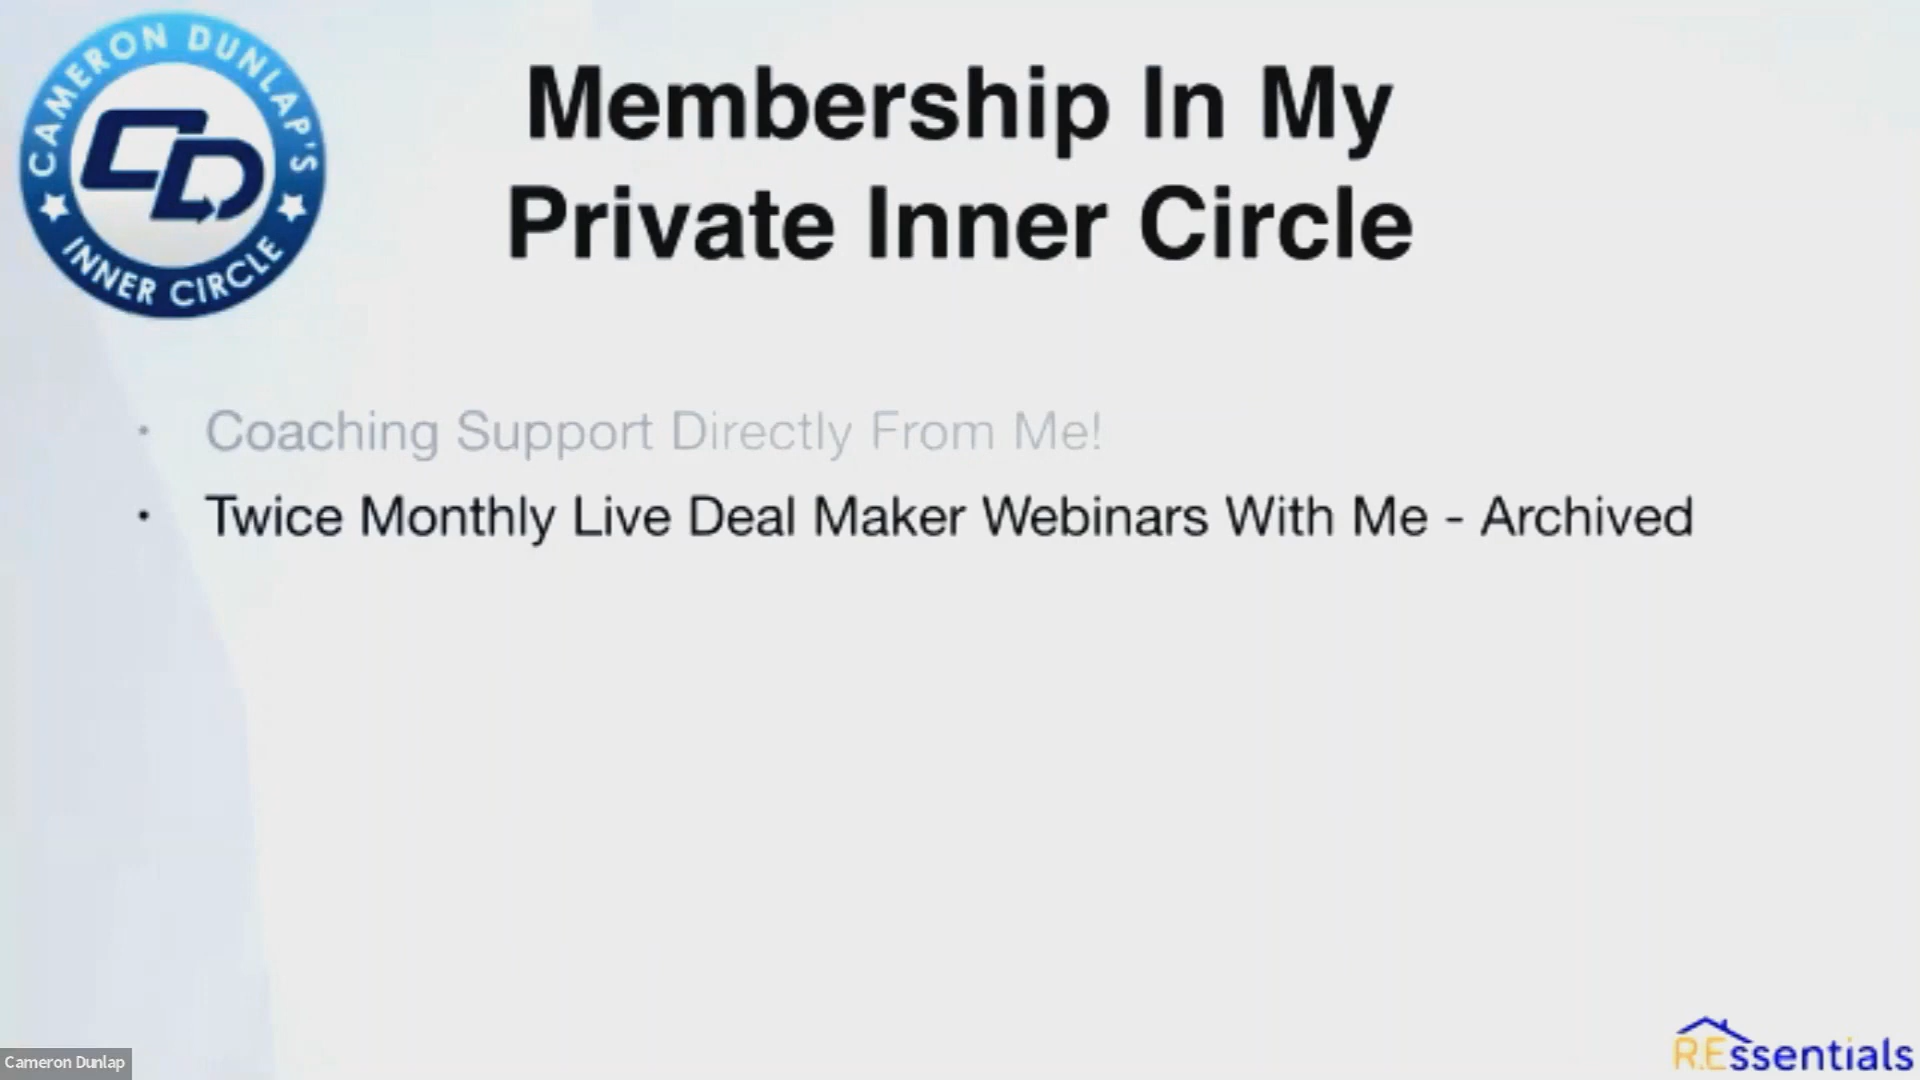 CAMERON DUNLAP'S
CD
INNER CIRCLE
Membership In My
Private Inner Circle
• Coaching Support Directly From Me!
• Twice Monthly Live Deal Maker Webinars With Me - Archived
Cameron Dunlap
R.Essentials